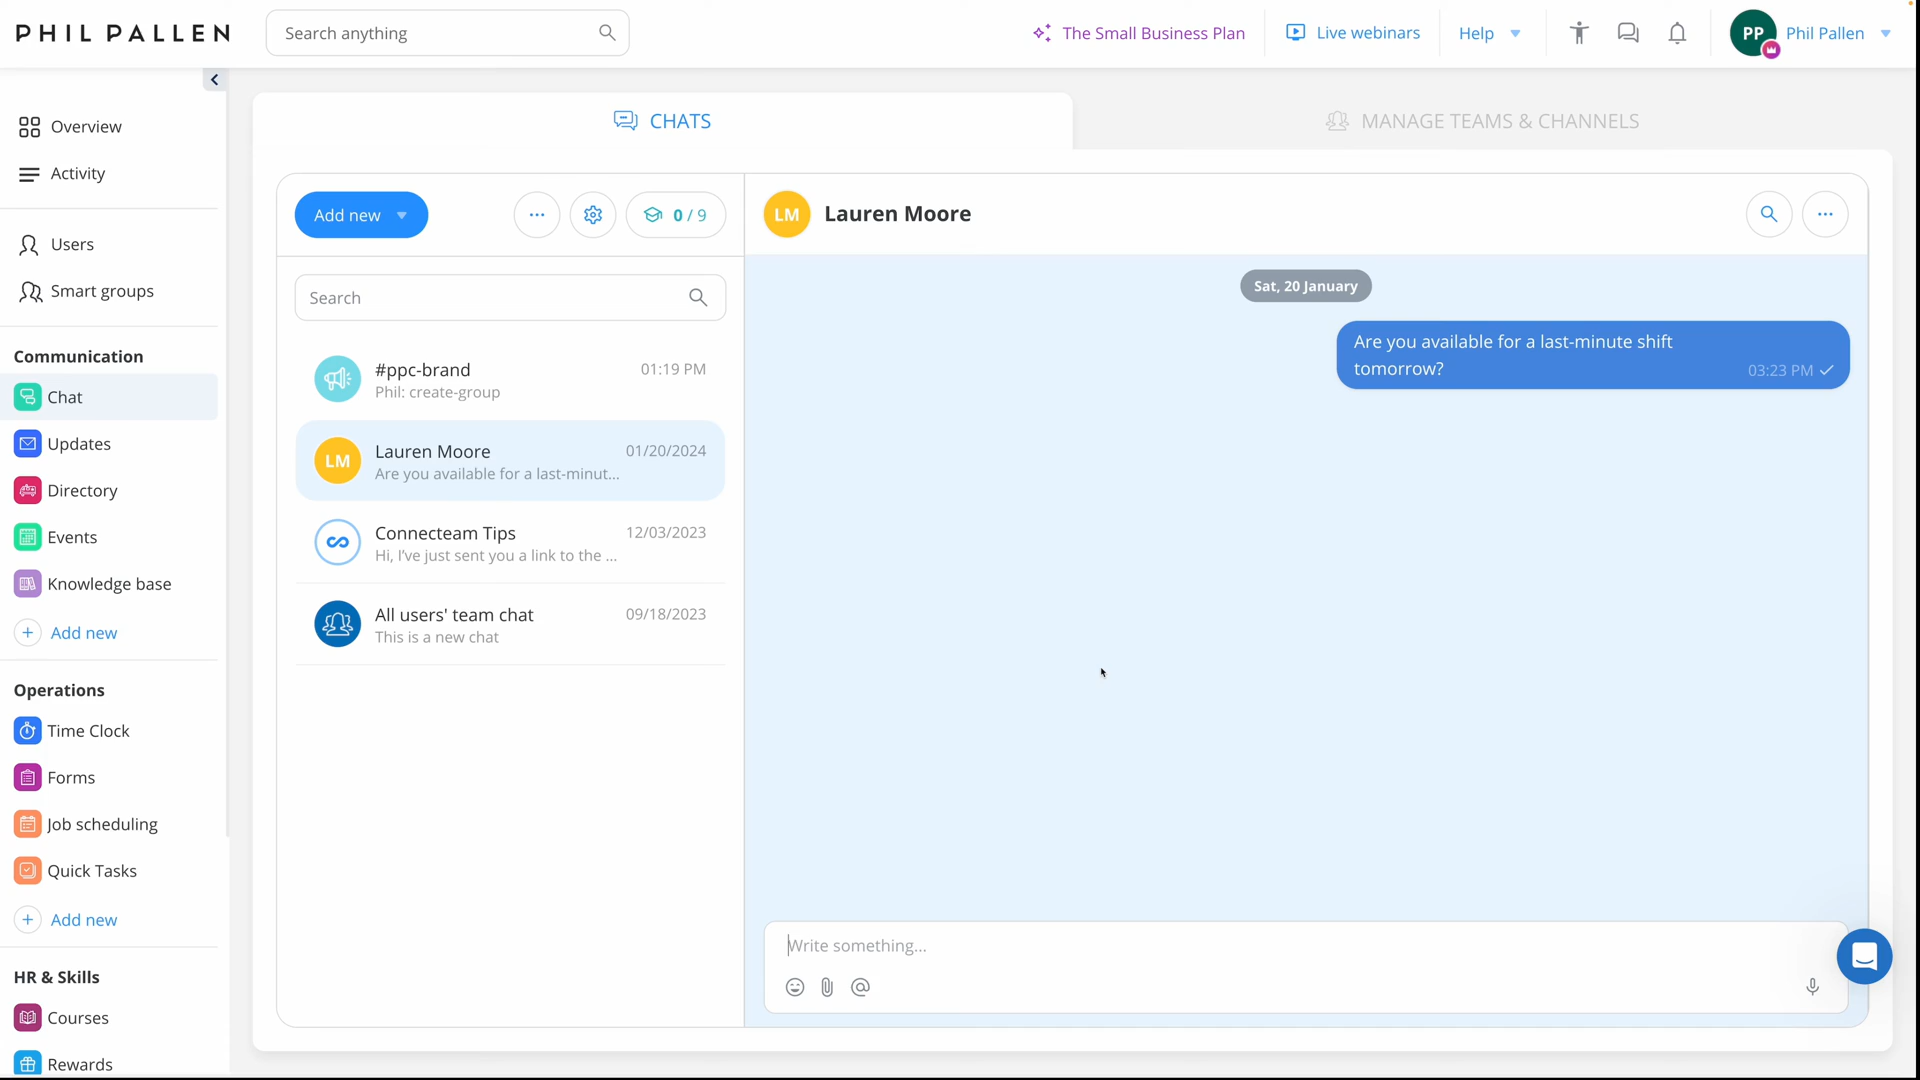 PHIL PALLEN
Search anything
The Small Business Plan
Live webinars
Help
PP
Phil Pallen
Overview
Activity
Users
Smart groups
Communication
Chat
Updates
Directory
Events
Knowledge base
+ Add new
Operations
Time Clock
Forms
Job scheduling
Quick Tasks
+ Add new
HR & Skills
Courses
Rewards
CHATS
MANAGE TEAMS & CHANNELS
Add new
0 / 9
Search
#ppc-brand 01:19 PM
Phil: create-group
LM
Lauren Moore 01/20/2024
Are you available for a last-minut...
Connecteam Tips 12/03/2023
Hi, I've just sent you a link to the ...
All users' team chat 09/18/2023
This is a new chat
LM
Lauren Moore
Sat, 20 January
Are you available for a last-minute shift
tomorrow?
03:23 PM
Write something...